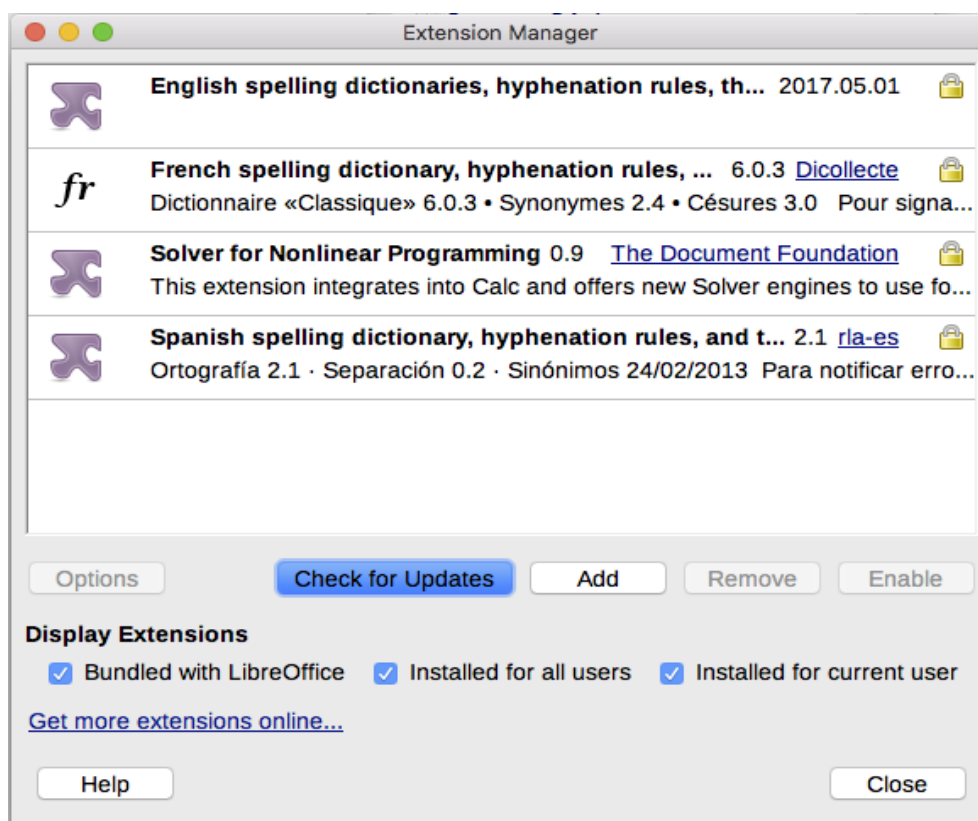 Extension Manager
English spelling dictionaries, hyphenation rules, th... 2017.05.01
fr
French spelling dictionary, hyphenation rules, ... 6.0.3 Dicollecte
Dictionnaire «Classique» 6.0.3 • Synonymes 2.4 • Césures 3.0 Pour signa...
Solver for Nonlinear Programming 0.9 The Document Foundation
This extension integrates into Calc and offers new Solver engines to use fo...
Spanish spelling dictionary, hyphenation rules, and t... 2.1 rla-es
Ortografía 2.1 · Separación 0.2 · Sinónimos 24/02/2013 Para notificar erro...
Options Check for Updates Add Remove Enable
Display Extensions
Bundled with LibreOffice Installed for all users Installed for current user
Get more extensions online...
Help Close